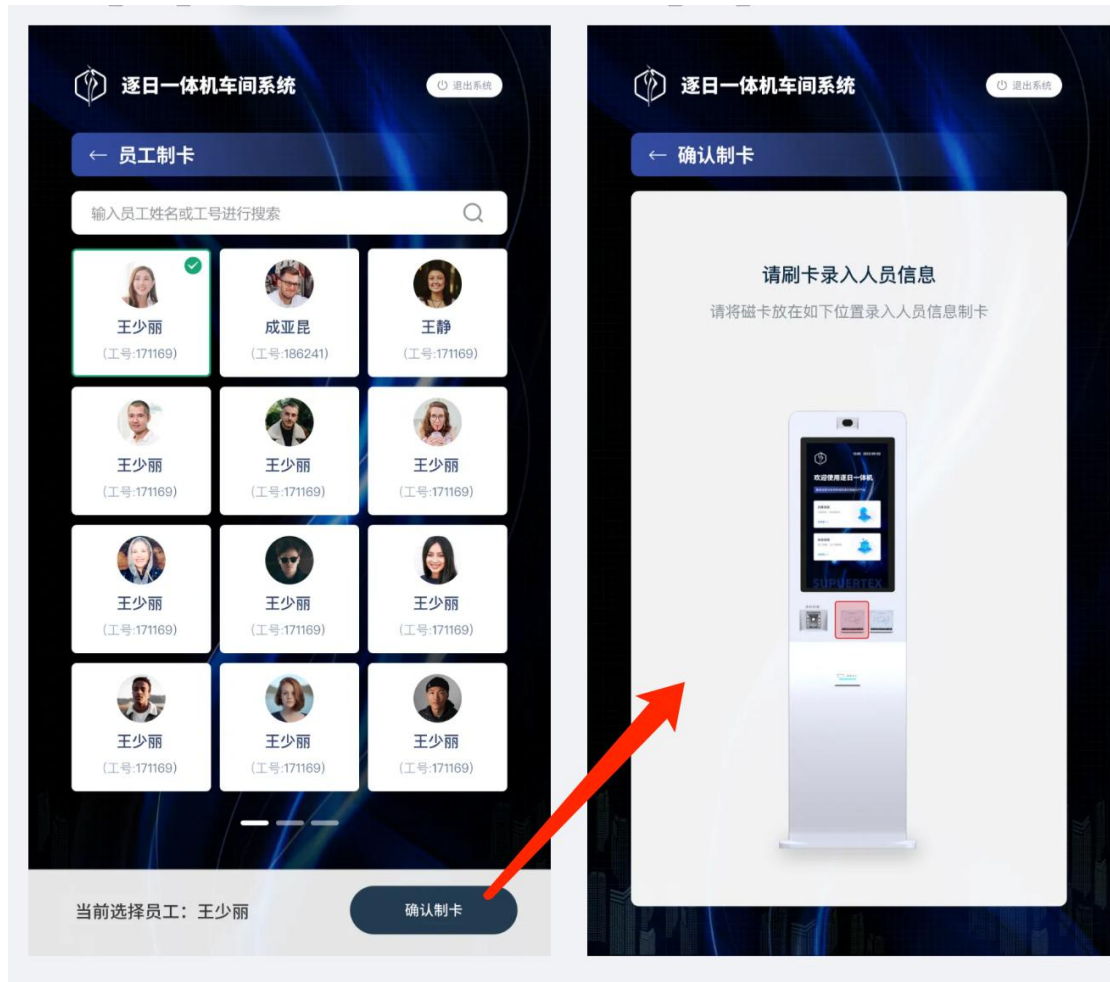 逐日一体机车间系统
退出系统
← 员工制卡
输入员工姓名或工号进行搜索
王少丽
(工号:171169)
成亚昆
(工号:186241)
王静
(工号:171169)
王少丽
(工号:171169)
王少丽
(工号:171169)
王少丽
(工号:171169)
王少丽
(工号:171169)
王少丽
(工号:171169)
王少丽
(工号:171169)
王少丽
(工号:171169)
王少丽
(工号:171169)
王少丽
(工号:171169)
当前选择员工：王少丽
确认制卡
逐日一体机车间系统
退出系统
← 确认制卡
请刷卡录入人员信息
请将磁卡放在如下位置录入人员信息制卡
欢迎使用逐日一体机
SUPUERTEX